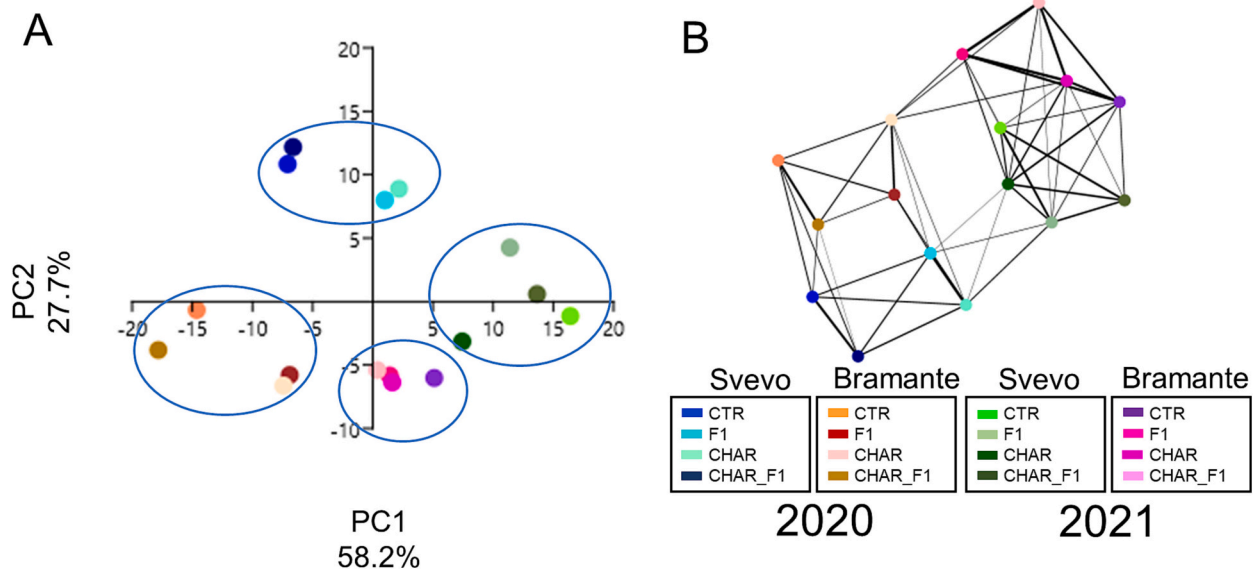 A
B
20
15
10
5
-20
-15
-10
-5
5
10
15
20
-5
-10
PC2
27.7%
PC1
58.2%
Svevo
Bramante
Svevo
Bramante
CTR
F1
CHAR
CHAR_F1
CTR
F1
CHAR
CHAR_F1
CTR
F1
CHAR
CHAR_F1
CTR
F1
CHAR
CHAR_F1
2020
2021